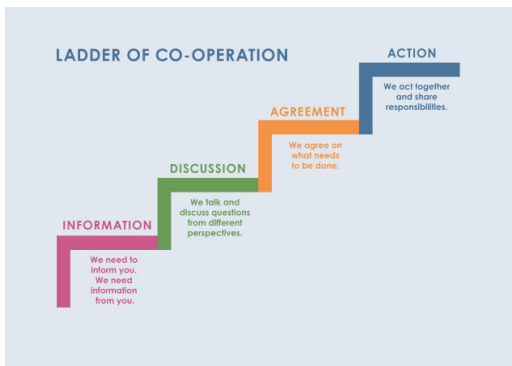 LADDER OF CO-OPERATION
INFORMATION
We need to
inform you.
We need
information
from you.
DISCUSSION
We talk and
discuss questions
from different
perspectives.
AGREEMENT
We agree on
what needs
to be done.
ACTION
We act together
and share
responsibilities.